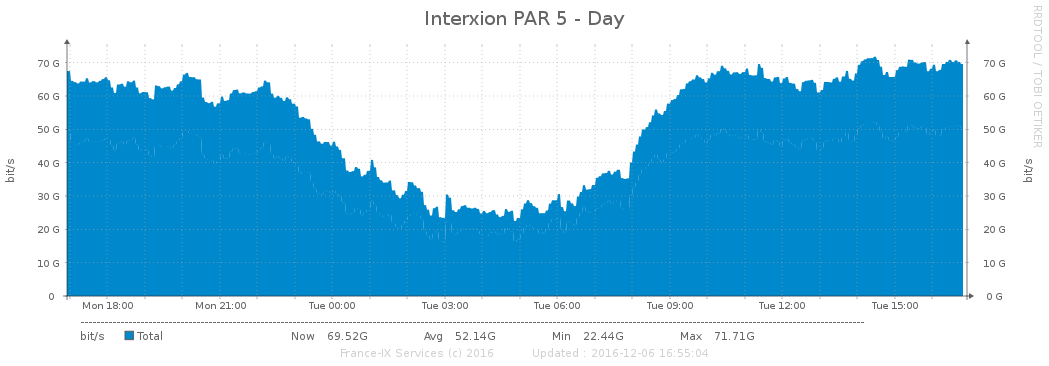 Interxion PAR 5 - Day
RRDTOOL / TOBI OETIKER
bit/s
70 G
60 G
50 G
40 G
30 G
20 G
10 G
0
70 G
60 G
50 G
40 G
30 G
20 G
10 G
0 G
bit/s
Mon 18:00 Mon 21:00 Tue 00:00 Tue 03:00 Tue 06:00 Tue 09:00 Tue 12:00 Tue 15:00
bit/s Total Now 69.52G Avg 52.14G Min 22.44G Max 71.71G
France-IX Services (c) 2016 Updated : 2016-12-06 16:55:04